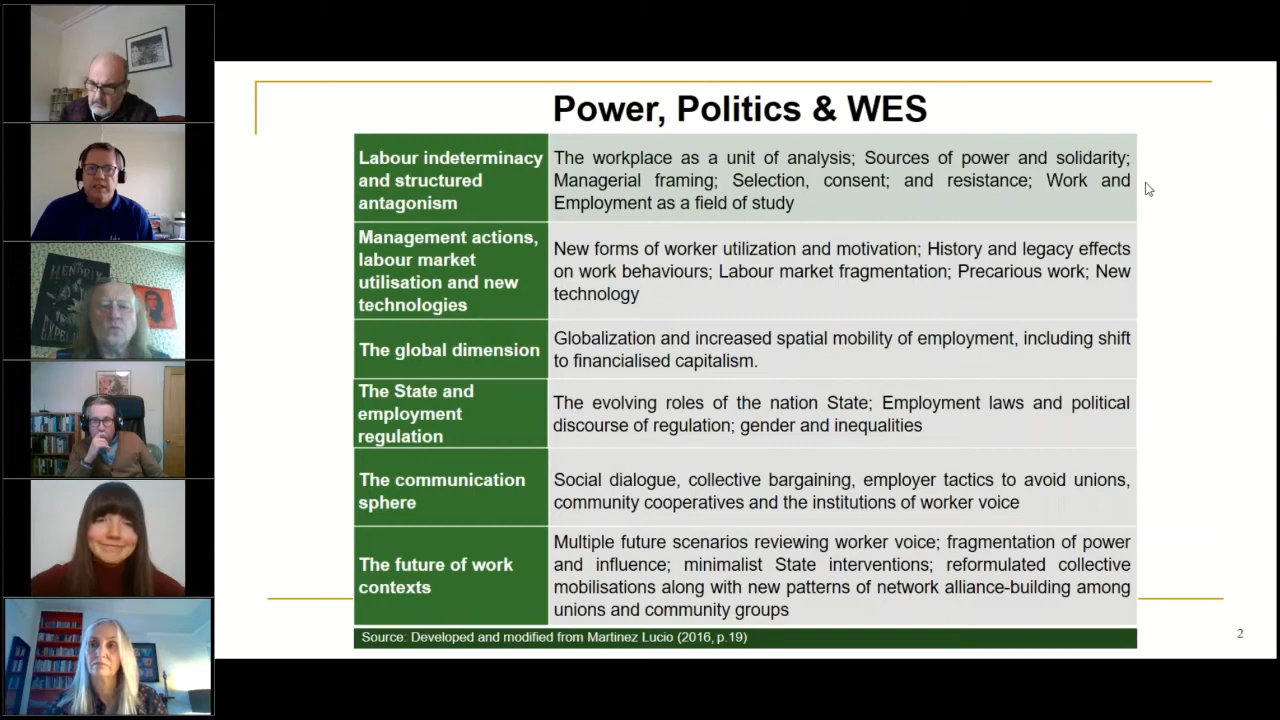 HENDRIX
EXPERI
Power, Politics & WES
Labour indeterminacy
and structured
antagonism
The workplace as a unit of analysis; Sources of power and solidarity;
Managerial framing; Selection, consent; and resistance; Work and
Employment as a field of study
Management actions,
labour market
utilisation and new
technologies
New forms of worker utilization and motivation; History and legacy effects
on work behaviours; Labour market fragmentation; Precarious work; New
technology
The global dimension
Globalization and increased spatial mobility of employment, including shift
to financialised capitalism.
The State and
employment
regulation
The evolving roles of the nation State; Employment laws and political
discourse of regulation; gender and inequalities
The communication
sphere
Social dialogue, collective bargaining, employer tactics to avoid unions,
community cooperatives and the institutions of worker voice
The future of work
contexts
Multiple future scenarios reviewing worker voice; fragmentation of power
and influence; minimalist State interventions; reformulated collective
mobilisations along with new patterns of network alliance-building among
unions and community groups
Source: Developed and modified from Martinez Lucio (2016, p.19)
2